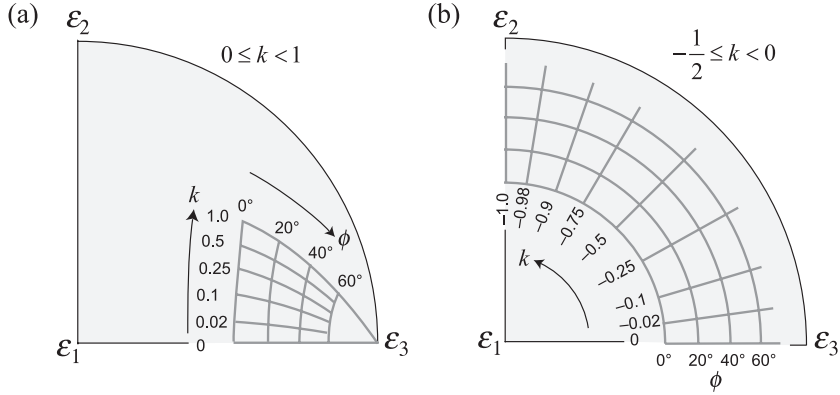 (a)
ε₂
0 ≤ k < 1
k
1.0
0.5
0.25
0.1
0.02
0
0°
20°
40°
60°
ϕ
ε₁
ε₃
(b)
ε₂
−1/2 ≤ k < 0
–1.0
–0.98
–0.9
–0.75
–0.5
–0.25
–0.1
–0.02
0
k
ε₁
ε₃
0° 20° 40° 60°
ϕ